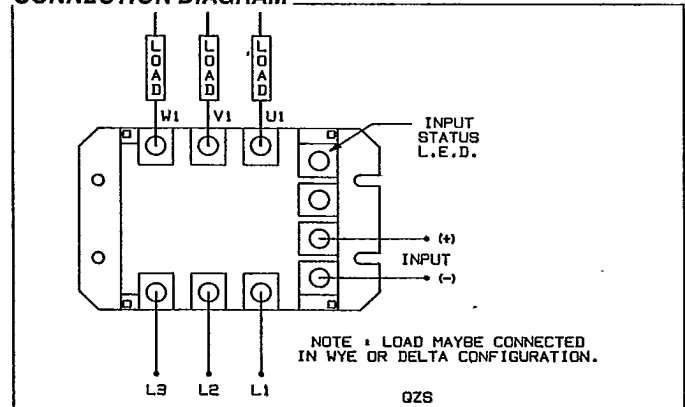 CONNECTION DIAGRAM
LOAD LOAD LOAD
W1 V1 U1
INPUT
STATUS
L.E.D.
(+)
INPUT
(-)
NOTE : LOAD MAYBE CONNECTED
IN WYE OR DELTA CONFIGURATION.
L3 L2 L1
QZS